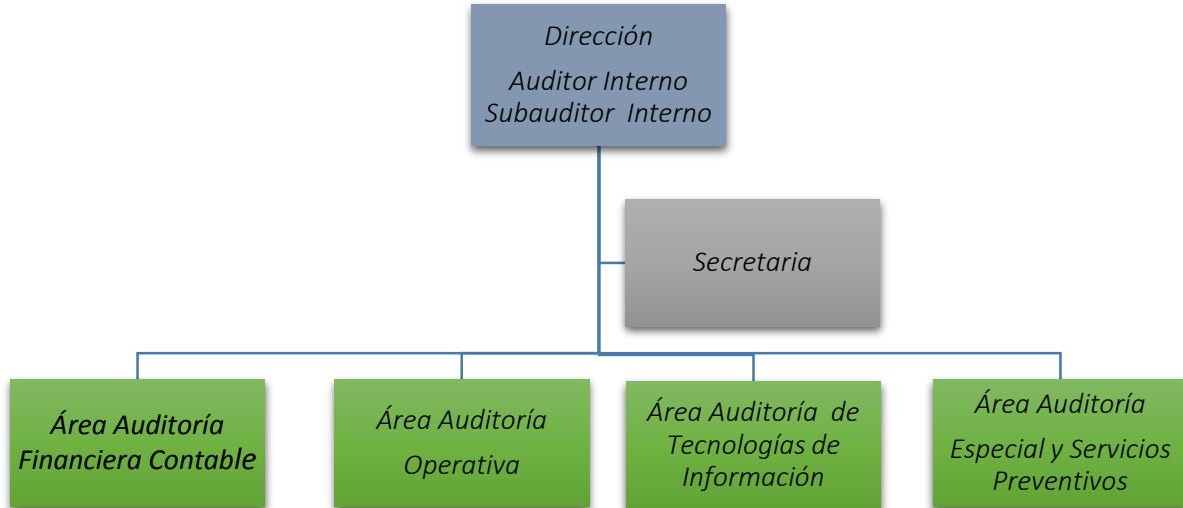 Dirección
Auditor Interno
Subauditor Interno
Secretaria
Área Auditoría
Financiera Contable
Área Auditoría
Operativa
Área Auditoría de
Tecnologías de
Información
Área Auditoría
Especial y Servicios
Preventivos